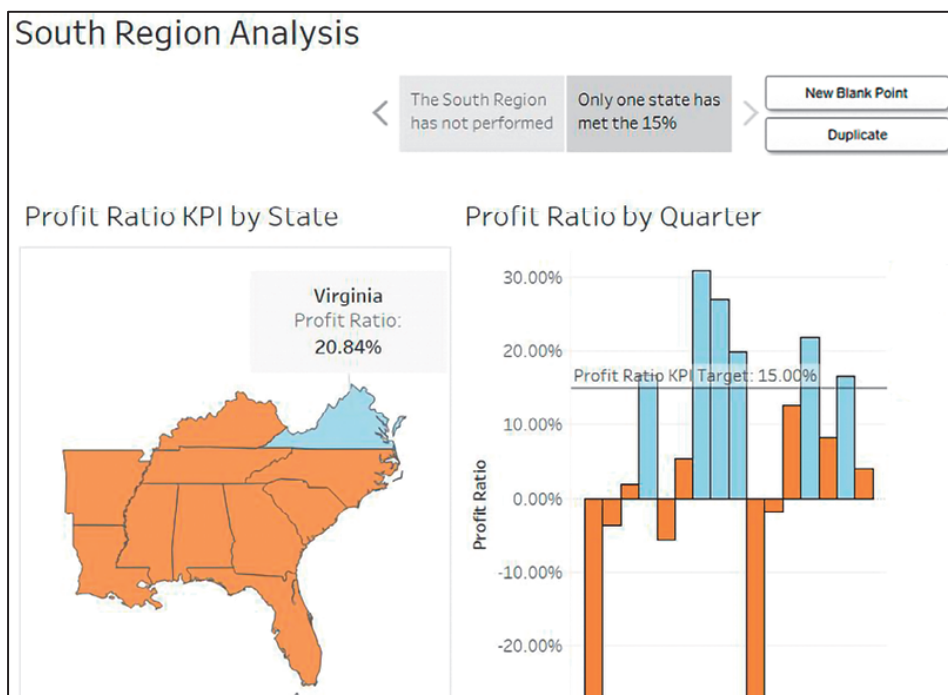 South Region Analysis
The South Region
has not performed
Only one state has
met the 15%
New Blank Point
Duplicate
Profit Ratio KPI by State
Virginia
Profit Ratio:
20.84%
Profit Ratio by Quarter
30.00%
20.00%
Profit Ratio KPI Target: 15.00%
10.00%
0.00%
-10.00%
-20.00%
Profit Ratio